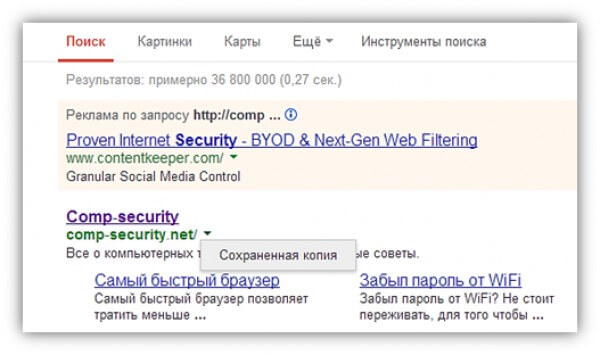 Поиск Картинки Карты Ещё Инструменты поиска
Результатов: примерно 36 800 000 (0,27 сек.)
Реклама по запросу http://comp ...
Proven Internet Security - BYOD & Next-Gen Web Filtering
www.contentkeeper.com/
Granular Social Media Control
Comp-security
comp-security.net/
Сохраненная копия
Все о компьютерных ые советы.
Самый быстрый браузер
Самый быстрый браузер позволяет
тратить меньше ...
Забыл пароль от WiFi
Забыл пароль от WiFi? Не стоит
переживать, для того чтобы ...